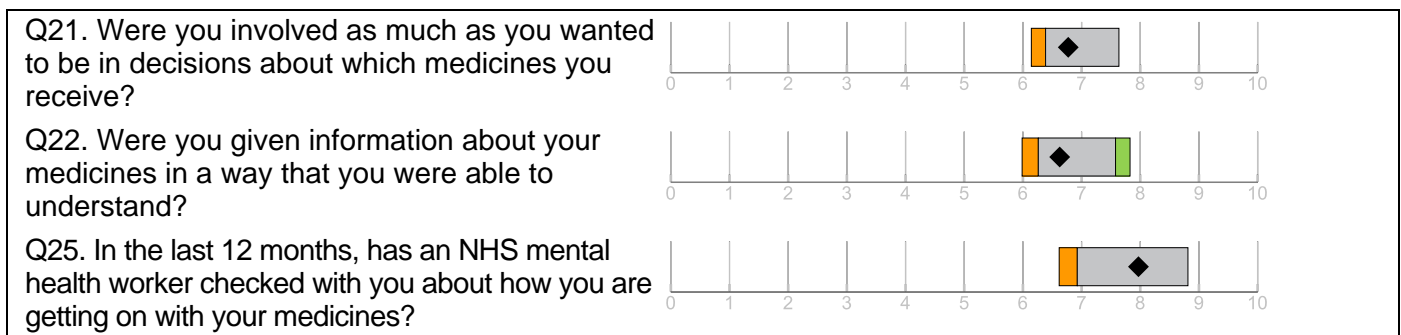 Q21. Were you involved as much as you wanted
to be in decisions about which medicines you
receive?
0 1 2 3 4 5 6 7 8 9 10
Q22. Were you given information about your
medicines in a way that you were able to
understand?
0 1 2 3 4 5 6 7 8 9 10
Q25. In the last 12 months, has an NHS mental
health worker checked with you about how you are
getting on with your medicines?
0 1 2 3 4 5 6 7 8 9 10